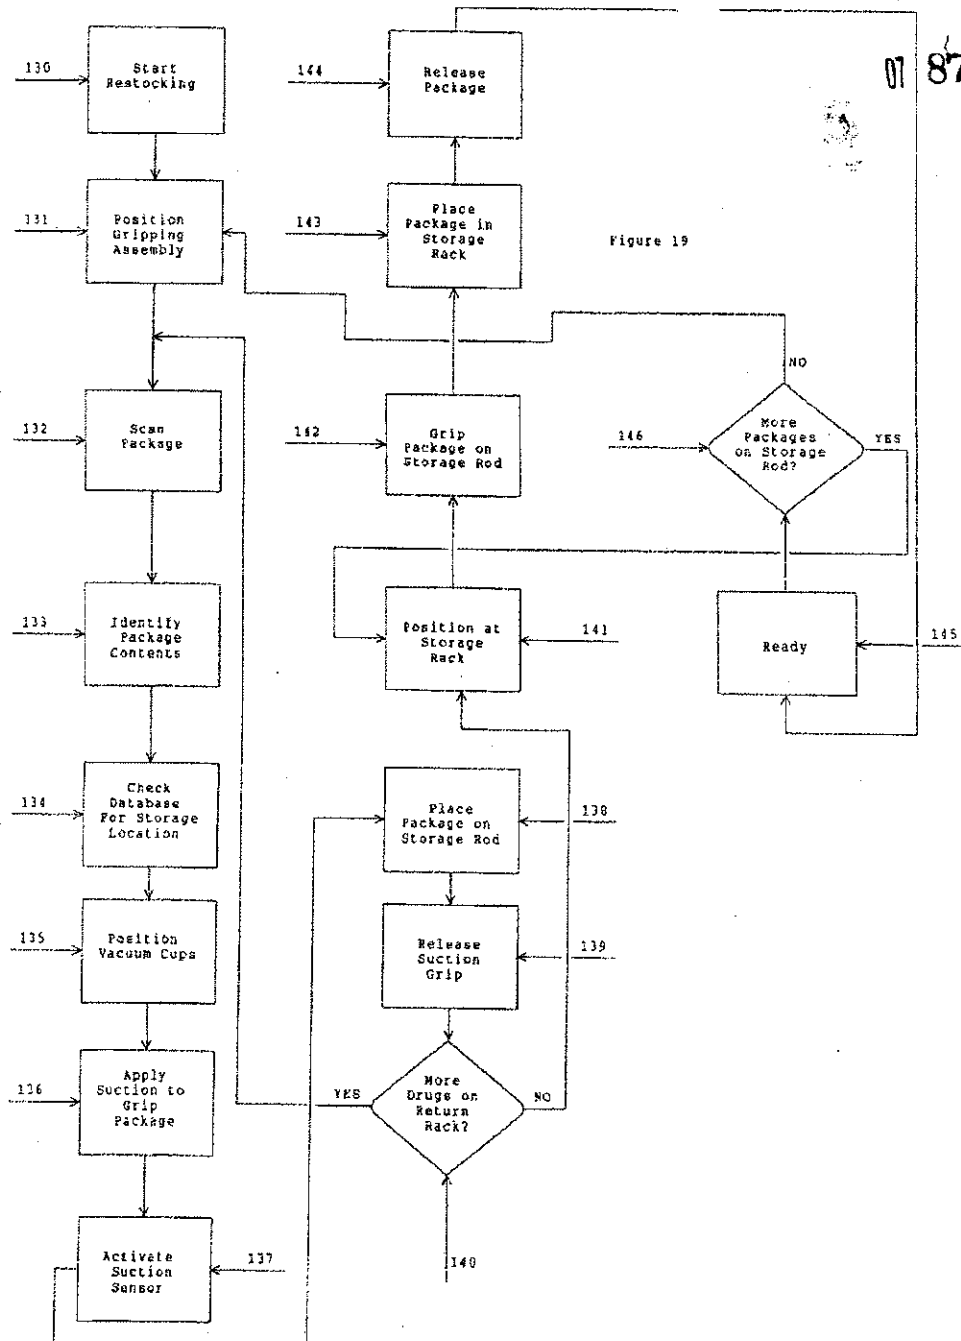 130
Start
Restocking
131
Position
Gripping
Assembly
132
Scan
Package
133
Identify
Package
Contents
134
Check
Database
For Storage
Location
135
Position
Vacuum Cups
136
Apply
Suction to
Grip
Package
Activate
Suction
Sensor
137
144
Release
Package
143
Place
Package in
Storage
Rack
142
Grip
Package on
Storage Rod
Position at
Storage
Rack
141
Place
Package on
Storage Rod
138
Release
Suction
Grip
139
YES
More
Drugs on
Return
Rack?
NO
140
07 87
Figure 19
NO
146
More
Packages
on Storage
Rod?
YES
Ready
145